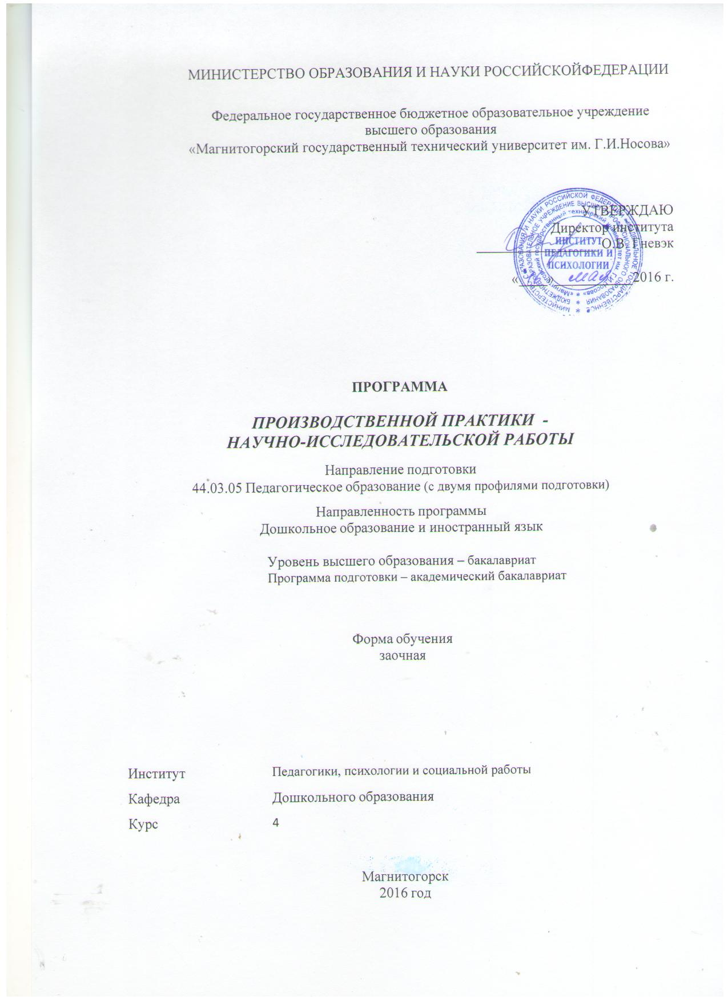 МИНИСТЕРСТВО ОБРАЗОВАНИЯ И НАУКИ РОССИЙСКОЙФЕДЕРАЦИИ
Федеральное государственное бюджетное образовательное учреждение
высшего образования
«Магнитогорский государственный технический университет им. Г.И.Носова»
УТВЕРЖДАЮ
Директор института
О.В. Гневэк
ИНСТИТУТ
ПЕДАГОГИКИ И
ПСИХОЛОГИИ
« » мая 2016 г.
ПРОГРАММА
ПРОИЗВОДСТВЕННОЙ ПРАКТИКИ -
НАУЧНО-ИССЛЕДОВАТЕЛЬСКОЙ РАБОТЫ
Направление подготовки
44.03.05 Педагогическое образование (с двумя профилями подготовки)
Направленность программы
Дошкольное образование и иностранный язык
Уровень высшего образования – бакалавриат
Программа подготовки – академический бакалавриат
Форма обучения
заочная
Институт Педагогики, психологии и социальной работы
Кафедра Дошкольного образования
Курс 4
Магнитогорск
2016 год